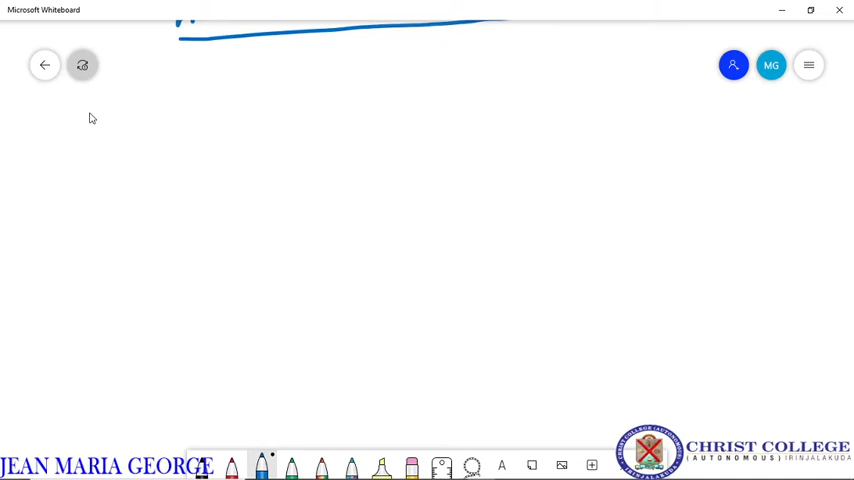 Microsoft Whiteboard
MG
A
JEAN MARIA GEORGE
CHRIST COLLEGE
(AUTONOMOUS) IRINJALAKUDA